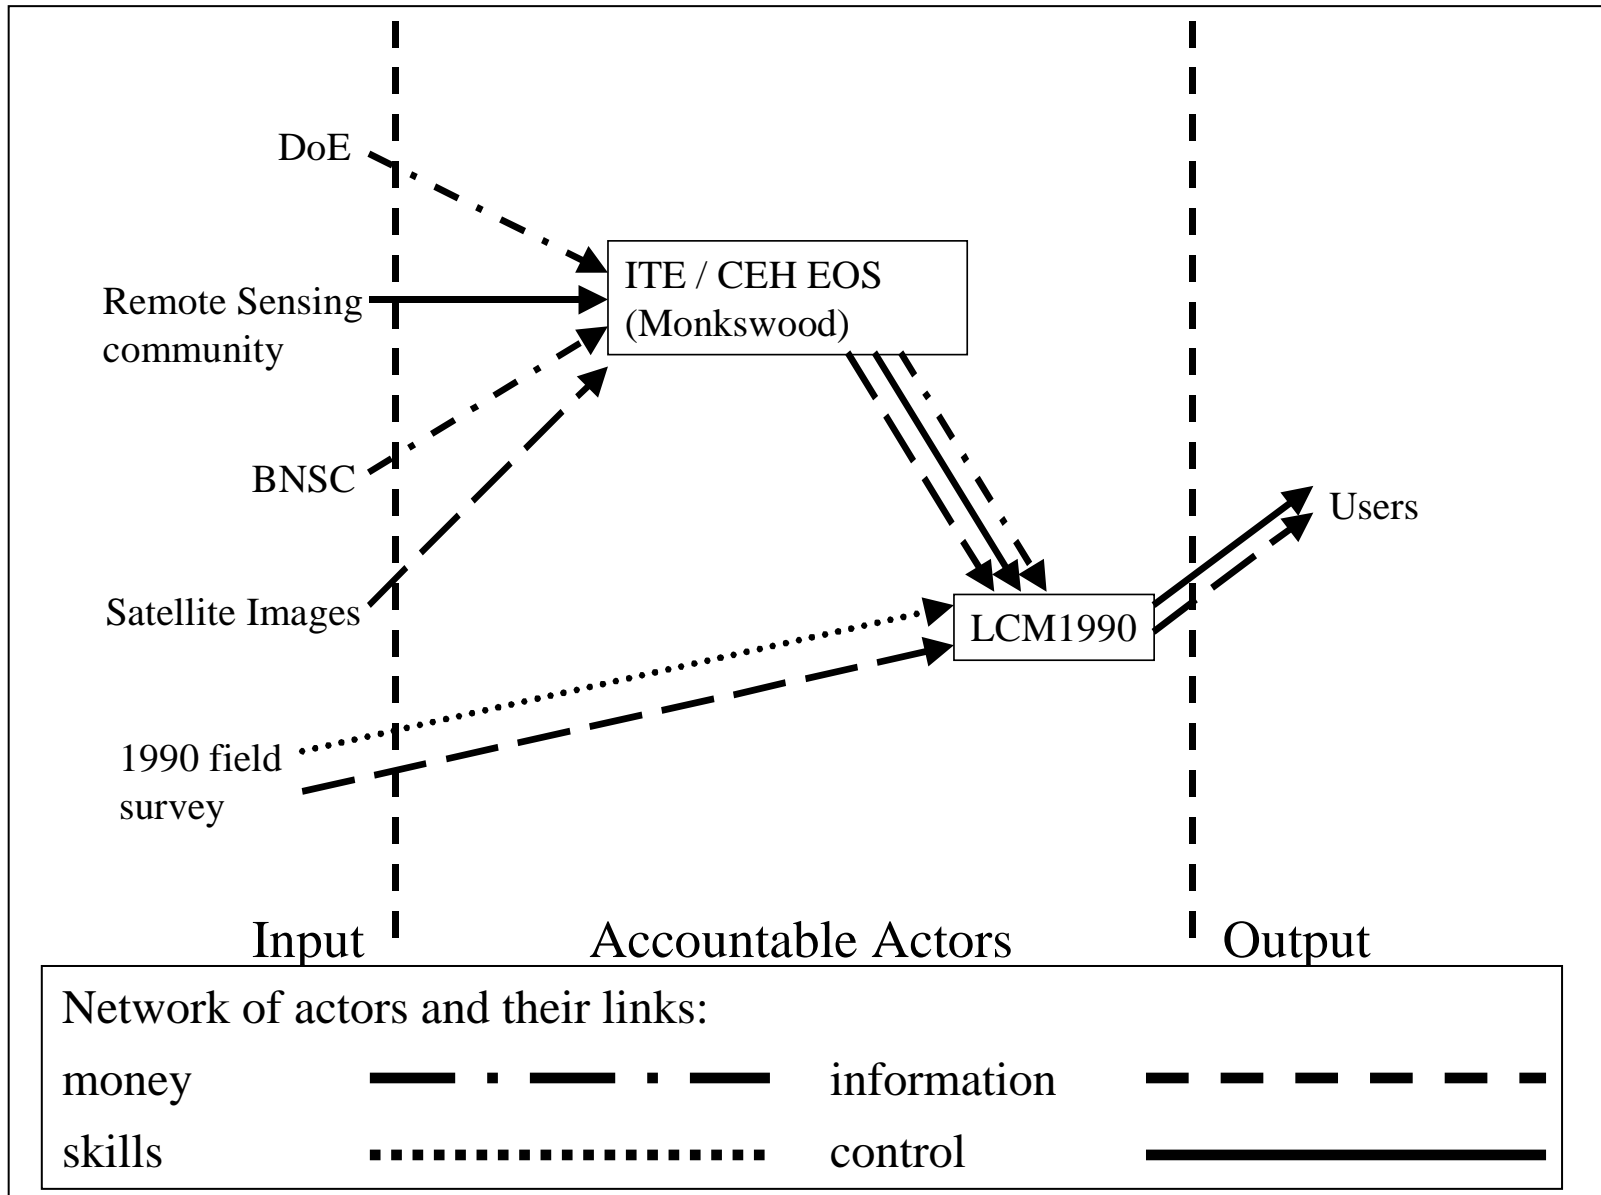 DoE
ITE / CEH EOS
(Monkswood)
Remote Sensing
community
BNSC
Users
Satellite Images
LCM1990
1990 field
survey
Input
Accountable Actors
Output
Network of actors and their links:
money
information
skills
control